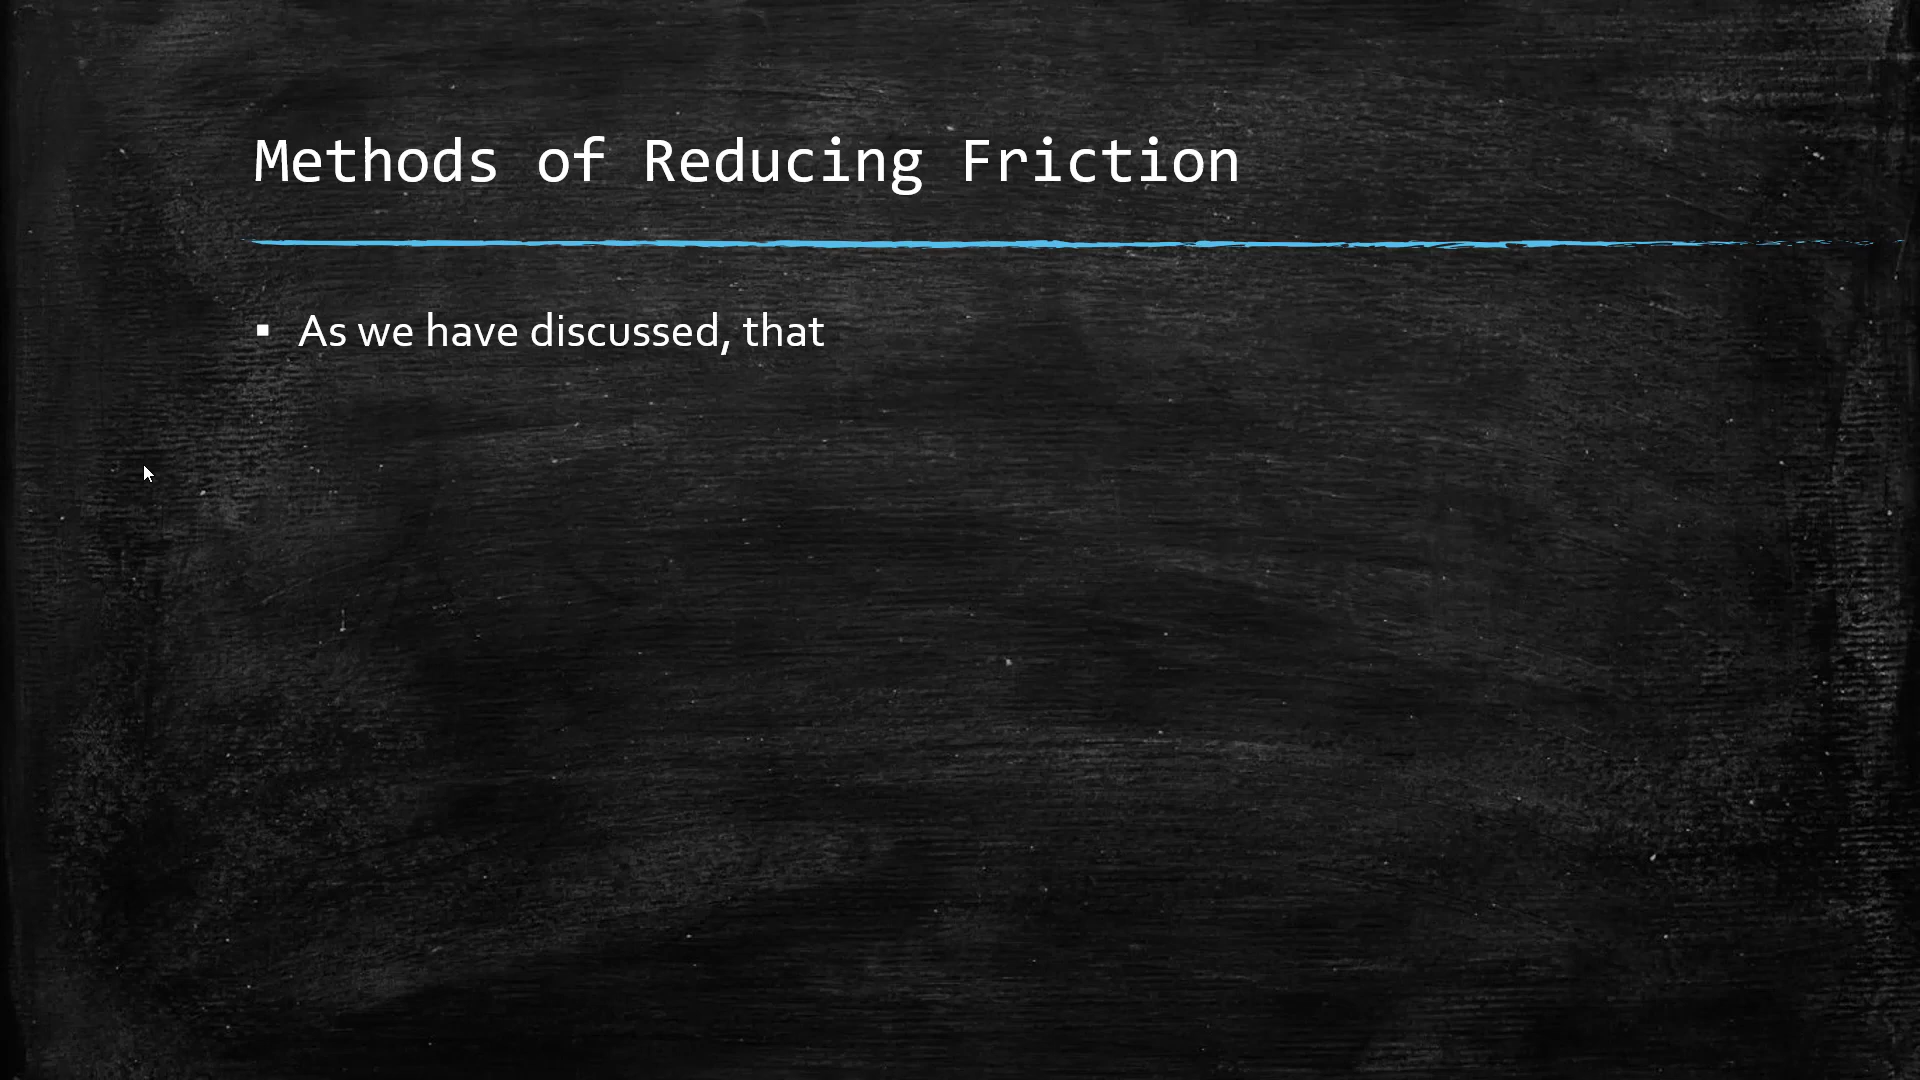 Methods of Reducing Friction
▪ As we have discussed, that